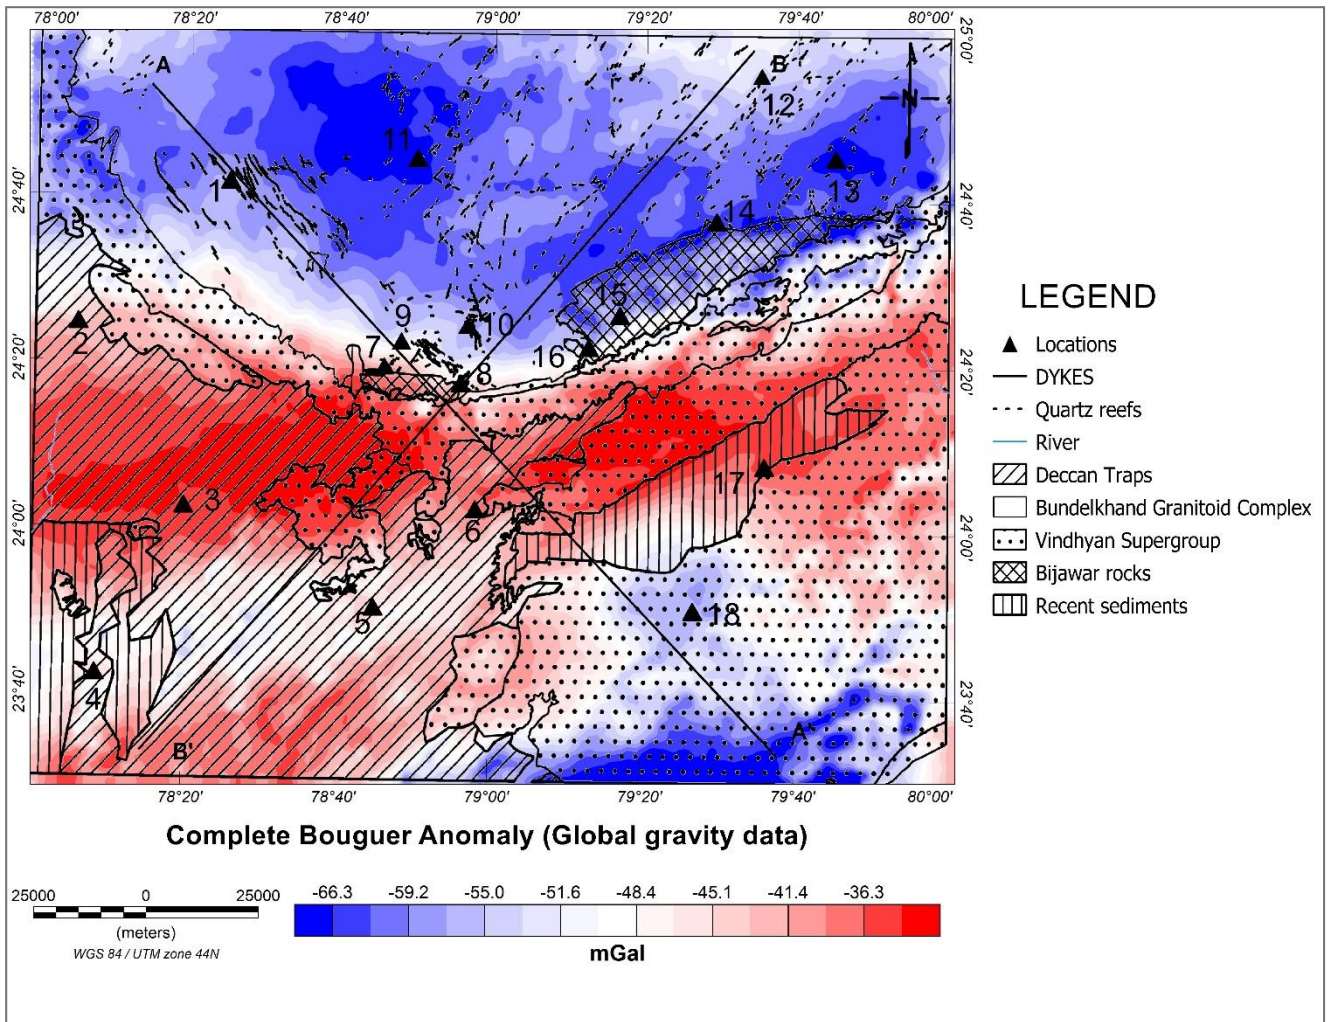 78°00' 78°20' 78°40' 79°00' 79°20' 79°40' 80°00'
25°00'
A B
12
N
11
1
13
24°40' 24°40'
14
15
9 10
2 7 16
8
24°20' 24°20'
17
3
6
24°00' 24°00'
5 18
4
23°40' 23°40'
B' A'
78°20' 78°40' 79°00' 79°20' 79°40' 80°00'
Complete Bouguer Anomaly (Global gravity data)
25000 0 25000
(meters)
WGS 84 / UTM zone 44N
-66.3 -59.2 -55.0 -51.6 -48.4 -45.1 -41.4 -36.3
mGal
LEGEND
Locations
DYKES
Quartz reefs
River
Deccan Traps
Bundelkhand Granitoid Complex
Vindhyan Supergroup
Bijawar rocks
Recent sediments